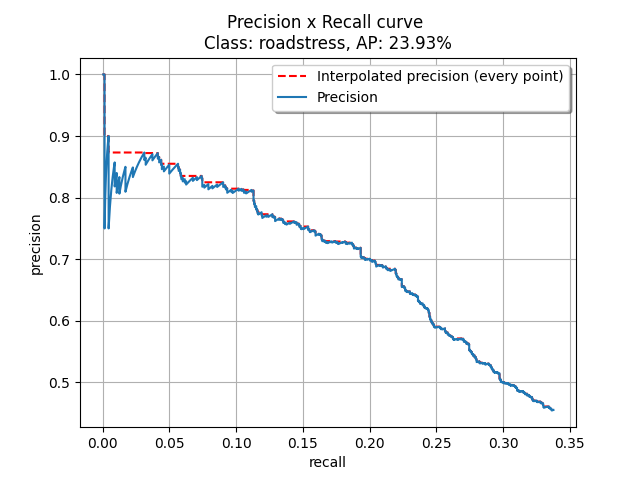 Precision x Recall curve
Class: roadstress, AP: 23.93%
Interpolated precision (every point)
Precision
precision
1.0
0.9
0.8
0.7
0.6
0.5
0.00 0.05 0.10 0.15 0.20 0.25 0.30 0.35
recall